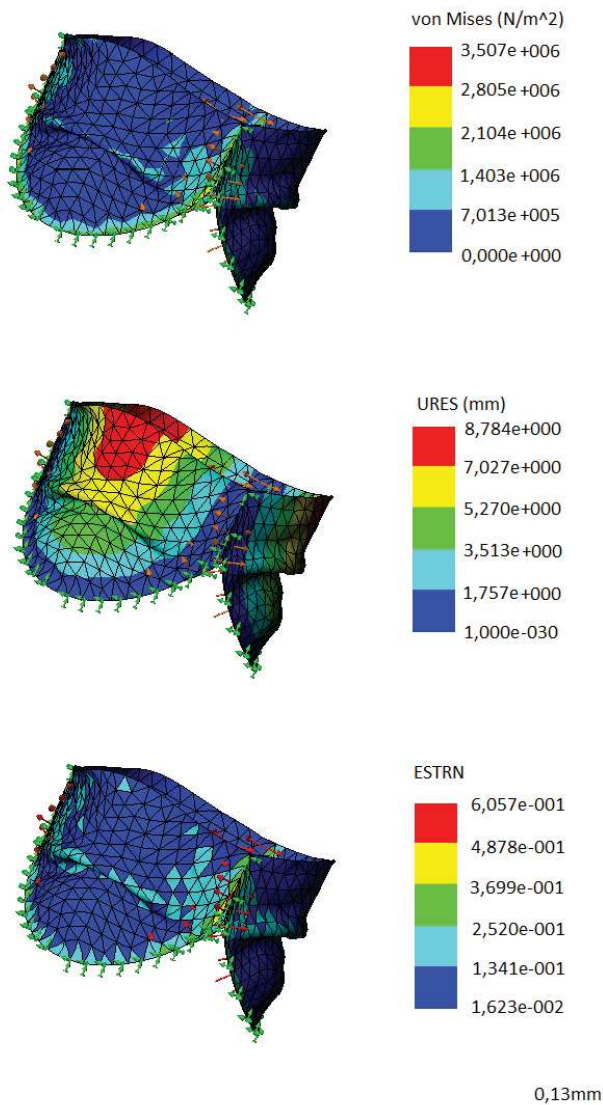 von Mises (N/m^2)
3,507e+006
2,805e+006
2,104e+006
1,403e+006
7,013e+005
0,000e+000
URES (mm)
8,784e+000
7,027e+000
5,270e+000
3,513e+000
1,757e+000
1,000e-030
ESTRN
6,057e-001
4,878e-001
3,699e-001
2,520e-001
1,341e-001
1,623e-002
0,13mm